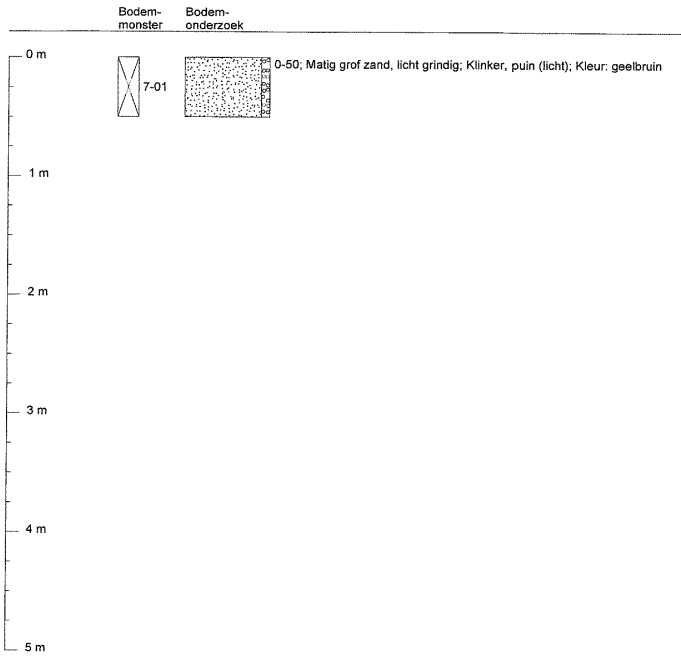 Bodem-
monster
Bodem-
onderzoek
0 m
7-01
0-50; Matig grof zand, licht grindig; Klinker, puin (licht); Kleur: geelbruin
1 m
2 m
3 m
4 m
5 m